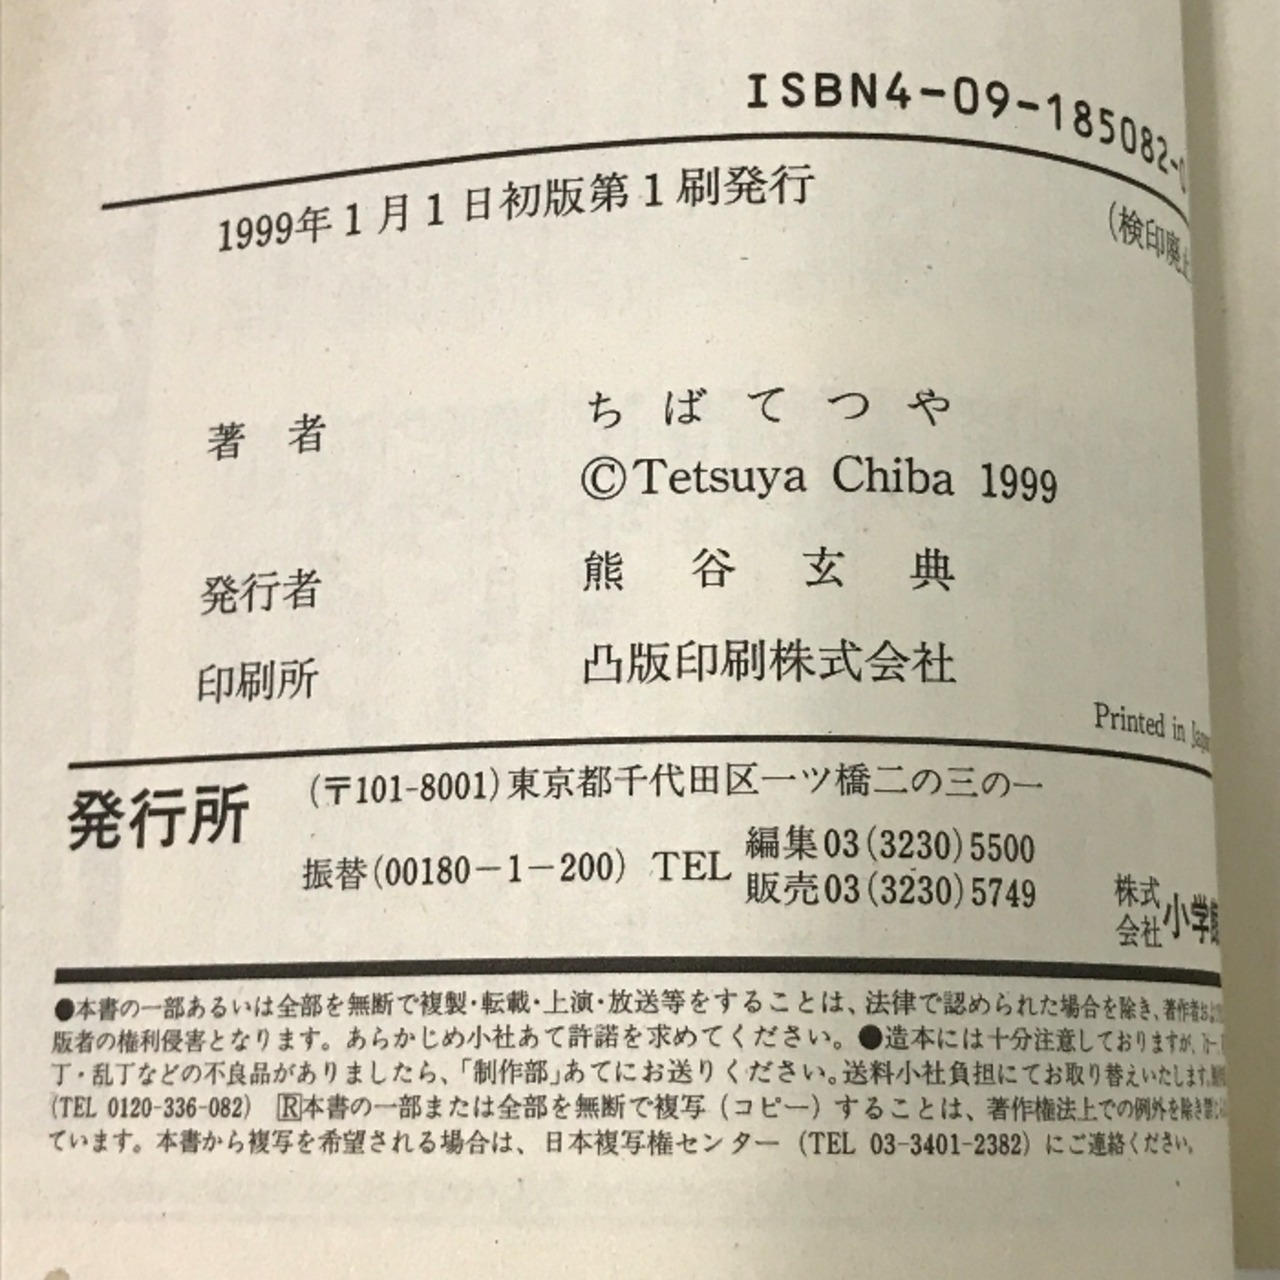 ISBN4-09-185082-0
1999年1月1日初版第1刷発行
(検印廃止
著者 ちばてつや
©Tetsuya Chiba 1999
発行者 熊谷玄典
印刷所 凸版印刷株式会社
Printed in Japa
発行所 (〒101-8001)東京都千代田区一ツ橋二の三の一
振替(00180-1-200) TEL 編集03(3230)5500
販売03(3230)5749
株式会社 小学館
●本書の一部あるいは全部を無断で複製・転載・上演・放送等をすることは、法律で認められた場合を除き、著作者およ
版者の権利侵害となります。あらかじめ小社あて許諾を求めてください。●造本には十分注意しておりますが、
丁・乱丁などの不良品がありましたら、「制作部」あてにお送りください。送料小社負担にてお取り替えいたします。
(TEL 0120-336-082) Ⓡ本書の一部または全部を無断で複写(コピー)することは、著作権法上での例外を除き禁じら
ています。本書から複写を希望される場合は、日本複写権センター(TEL 03-3401-2382)にご連絡ください。